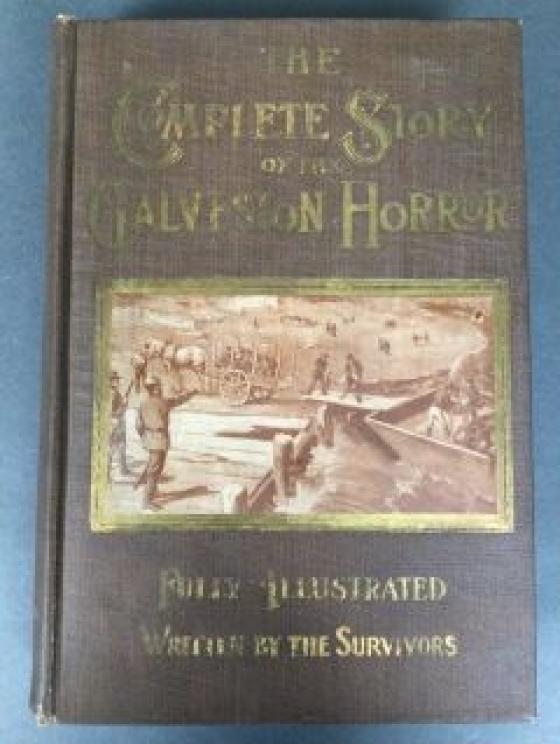 THE
COMPLETE STORY
OF THE
GALVESTON HORROR
FULLY ILLUSTRATED
WRITTEN BY THE SURVIVORS